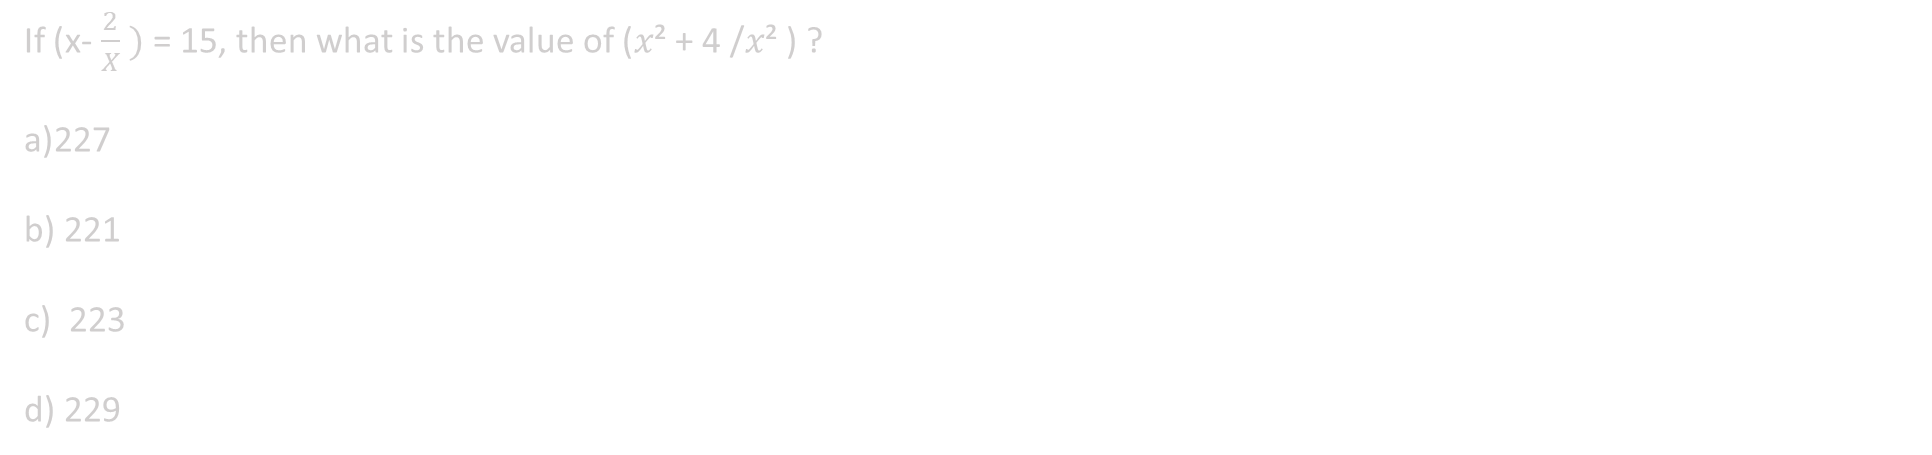 If (x- 2/X ) = 15, then what is the value of (x² + 4 /x² ) ?
a)227
b) 221
c)  223
d) 229